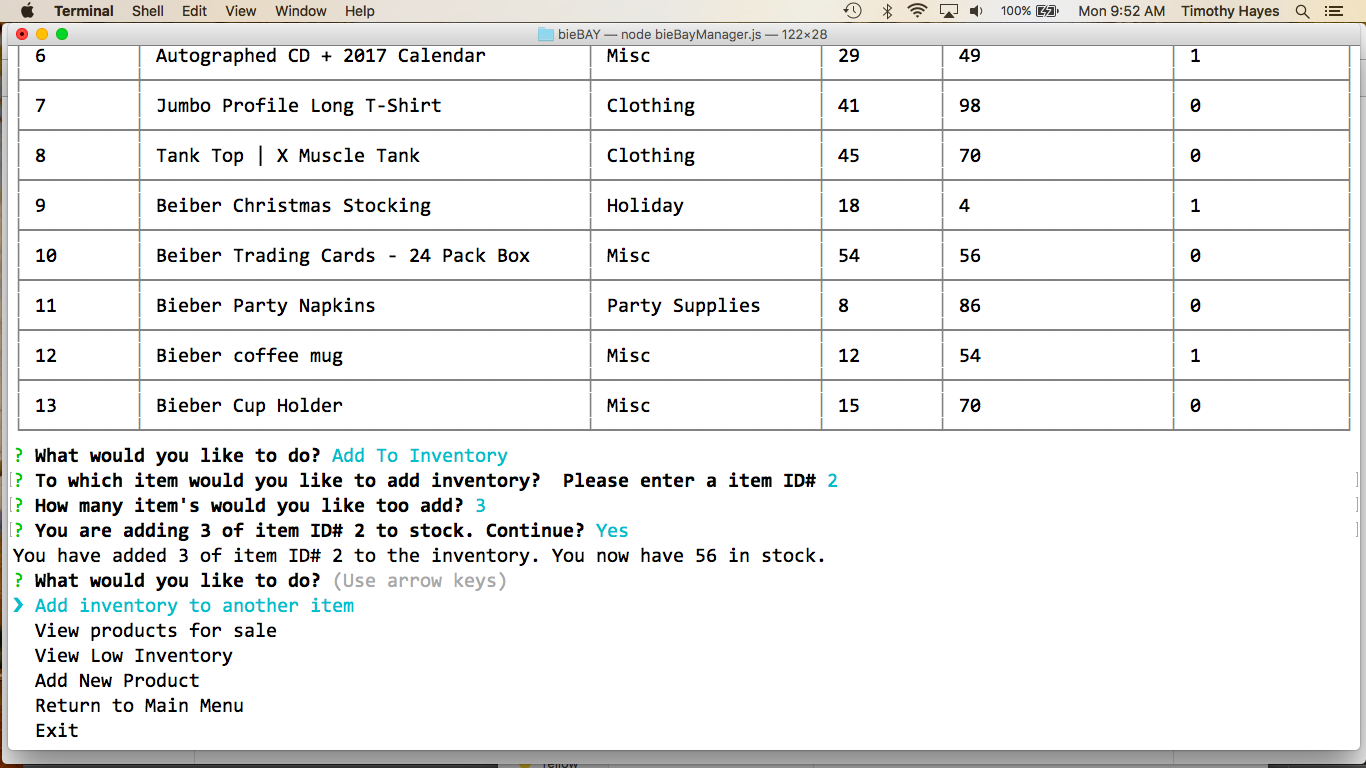 Terminal Shell Edit View Window Help 100% Mon 9:52 AM Timothy Hayes
bieBAY — node bieBayManager.js — 122×28
6 Autographed CD + 2017 Calendar Misc 29 49 1
7 Jumbo Profile Long T-Shirt Clothing 41 98 0
8 Tank Top | X Muscle Tank Clothing 45 70 0
9 Beiber Christmas Stocking Holiday 18 4 1
10 Beiber Trading Cards - 24 Pack Box Misc 54 56 0
11 Bieber Party Napkins Party Supplies 8 86 0
12 Bieber coffee mug Misc 12 54 1
13 Bieber Cup Holder Misc 15 70 0
? What would you like to do? Add To Inventory
? To which item would you like to add inventory?  Please enter a item ID# 2
? How many item's would you like too add? 3
? You are adding 3 of item ID# 2 to stock. Continue? Yes
You have added 3 of item ID# 2 to the inventory. You now have 56 in stock.
? What would you like to do? (Use arrow keys)
❯ Add inventory to another item
View products for sale
View Low Inventory
Add New Product
Return to Main Menu
Exit